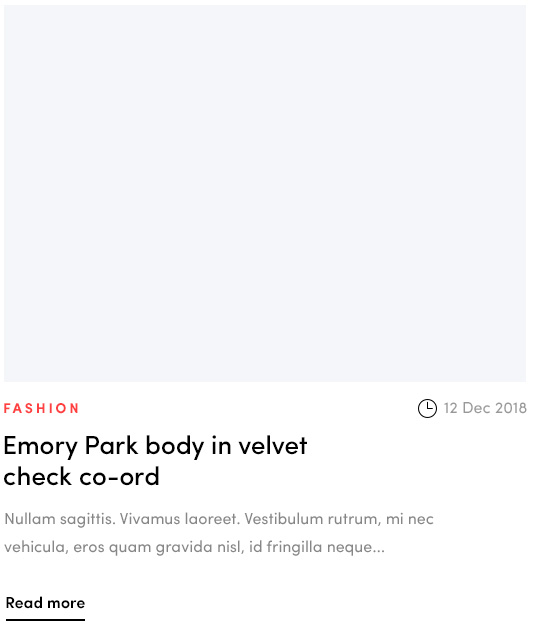 FASHION
12 Dec 2018
Emory Park body in velvet
check co-ord
Nullam sagittis. Vivamus laoreet. Vestibulum rutrum, mi nec
vehicula, eros quam gravida nisl, id fringilla neque...
Read more